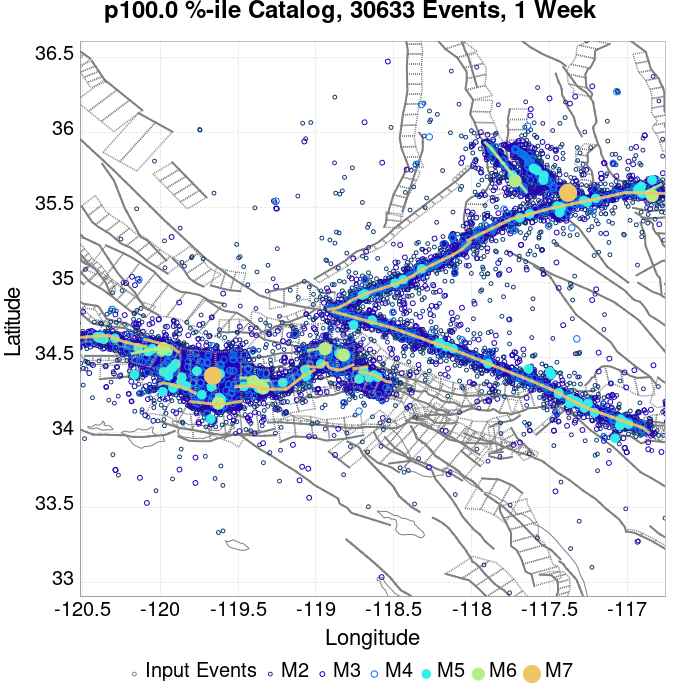 p100.0 %-ile Catalog, 30633 Events, 1 Week
36.5
36
35.5
35
34.5
34
33.5
33
Latitude
-120.5 -120 -119.5 -119 -118.5 -118 -117.5 -117
Longitude
Input Events M2 M3 M4 M5 M6 M7